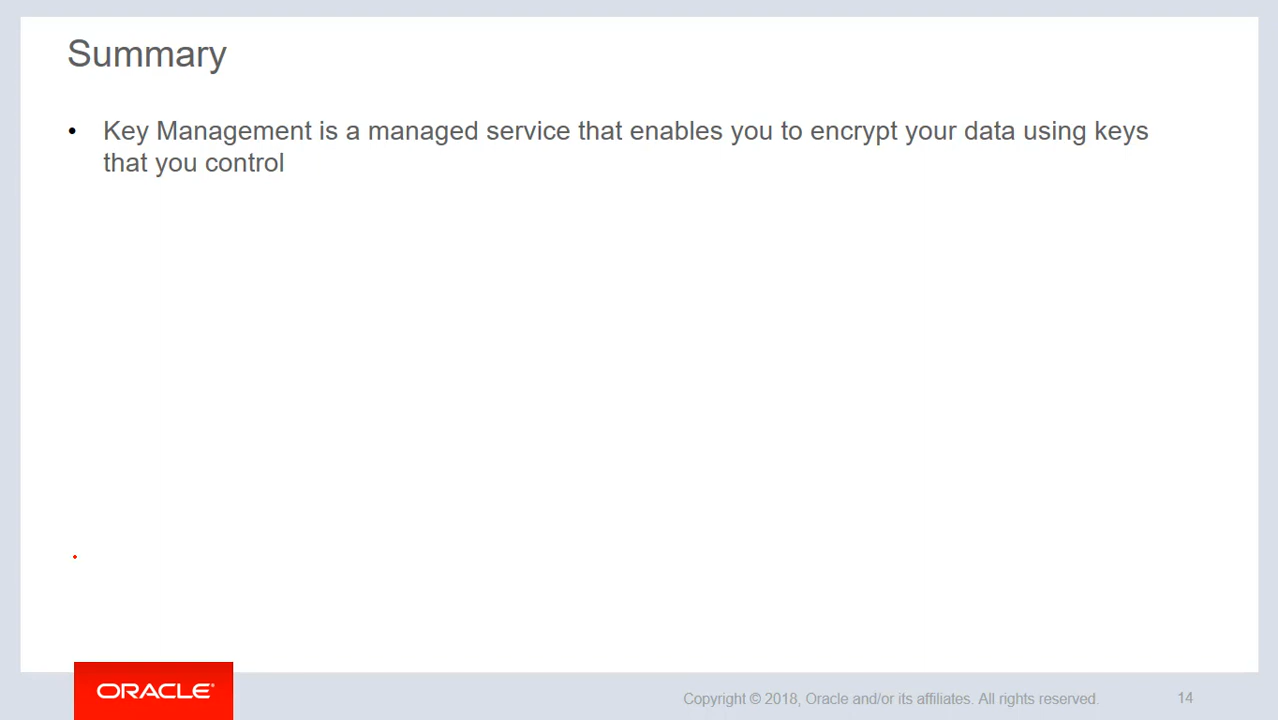 Summary
• Key Management is a managed service that enables you to encrypt your data using keys
that you control
ORACLE®
Copyright © 2018, Oracle and/or its affiliates. All rights reserved.
14